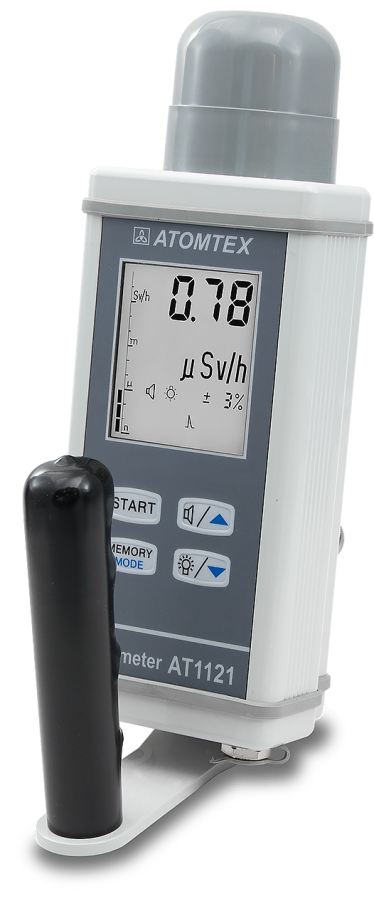 ATOMTEX
Sv/h
0.78
m
µSv/h
µ
± 3%
n
START
MEMORY
MODE
meter AT1121